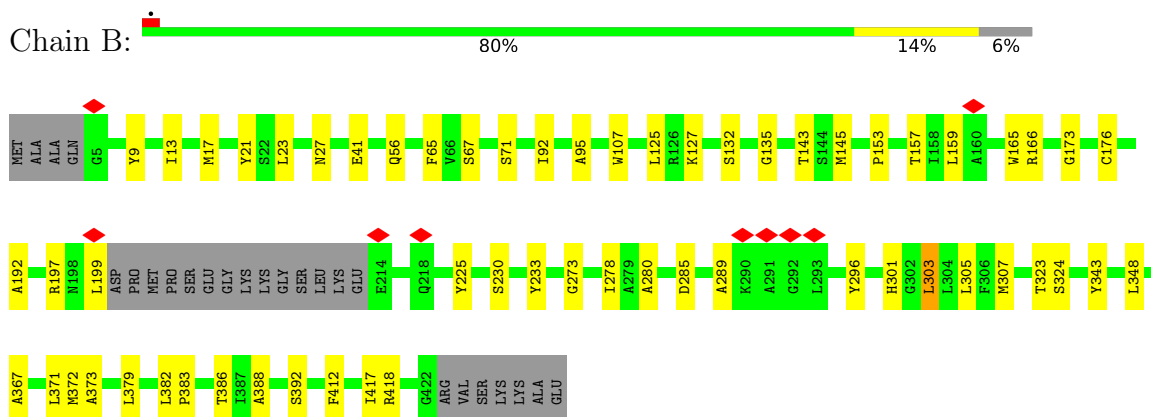 Chain B:
80% 14% 6%
MET ALA ALA GLN G5 Y9 I13 M17 Y21 S22 L23 N27 E41 Q56 F65 V66 S67 S71 I92 A95 W107 L125 R126 K127 S132 G135 T143 S144 M145 P153 T157 I158 L159 A160 W165 R166 G173 C176
A192 R197 N198 L199 ASP PRO MET PRO SER GLU GLY LYS LYS GLY SER LEU LYS GLU E214 Q218 Y225 S230 Y233 G273 I278 A279 A280 D285 A289 K290 A291 G292 L293 Y296 H301 G302 L303 L304 L305 F306 M307 T323 S324 Y343 L348
A367 L371 M372 A373 L379 L382 P383 T386 I387 A388 S392 F412 I417 R418 G422 ARG VAL SER LYS LYS ALA GLU